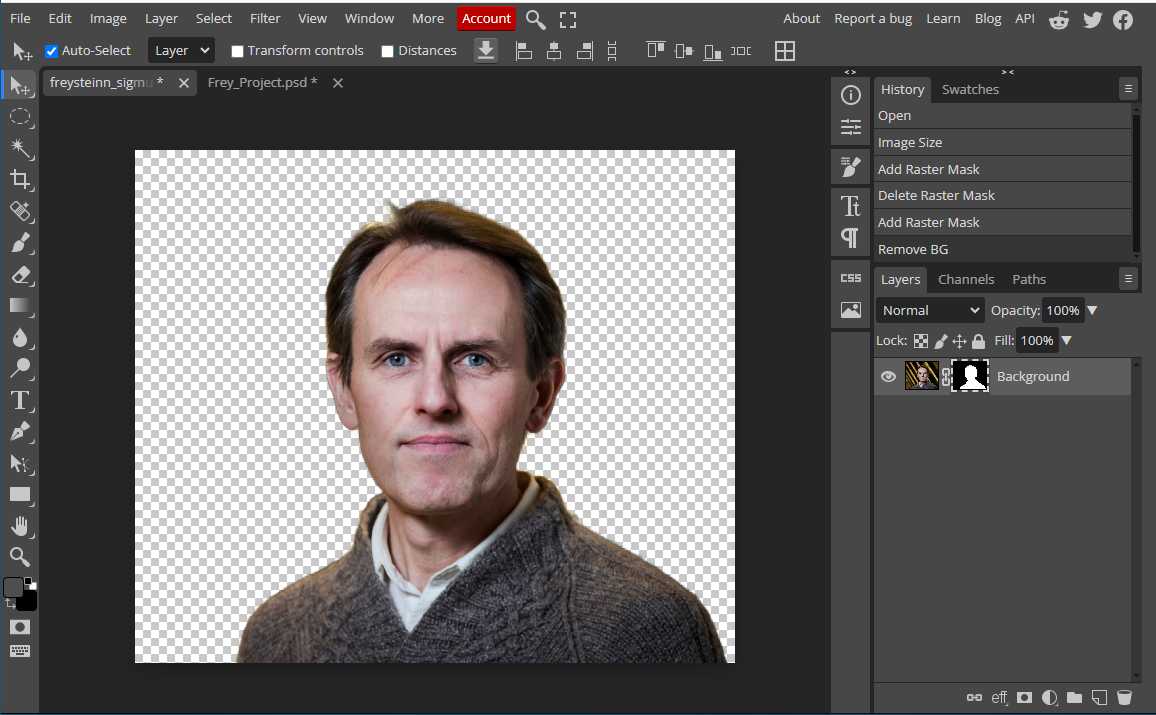 File Edit Image Layer Select Filter View Window More Account About Report a bug Learn Blog API
Auto-Select Layer Transform controls Distances
freysteinn_sigmu * Frey_Project.psd *
History Swatches
Open
Image Size
Add Raster Mask
Delete Raster Mask
Add Raster Mask
Remove BG
Layers Channels Paths
Normal Opacity: 100%
Lock: Fill: 100%
Background
CSS
eff